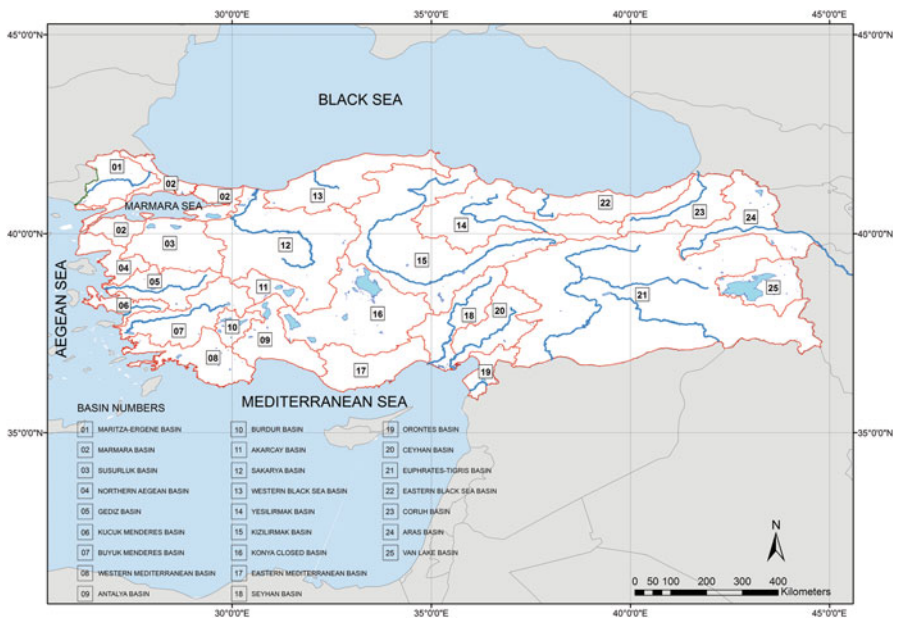 30°0'0"E 35°0'0"E 40°0'0"E 45°0'0"E
45°0'0"N 45°0'0"N
BLACK SEA
01
02
02
13
MARMARA SEA
22
23
24
14
02
03
12
40°0'0"N 40°0'0"N
15
04
05
11
21
25
AEGEAN SEA
06
16
18
20
07
10
09
08
17
19
MEDITERRANEAN SEA
35°0'0"N 35°0'0"N
BASIN NUMBERS
01 MARITZA-ERGENE BASIN
02 MARMARA BASIN
03 SUSURLUK BASIN
04 NORTHERN AEGEAN BASIN
05 GEDIZ BASIN
06 KUCUK MENDERES BASIN
07 BUYUK MENDERES BASIN
08 WESTERN MEDITERRANEAN BASIN
09 ANTALYA BASIN
10 BURDUR BASIN
11 AKARCAY BASIN
12 SAKARYA BASIN
13 WESTERN BLACK SEA BASIN
14 YESILIRMAK BASIN
15 KIZILIRMAK BASIN
16 KONYA CLOSED BASIN
17 EASTERN MEDITERRANEAN BASIN
18 SEYHAN BASIN
19 ORONTES BASIN
20 CEYHAN BASIN
21 EUPHRATES-TIGRIS BASIN
22 EASTERN BLACK SEA BASIN
23 CORUH BASIN
24 ARAS BASIN
25 VAN LAKE BASIN
N
0 50 100 200 300 400
Kilometers
30°0'0"E 35°0'0"E 40°0'0"E 45°0'0"E